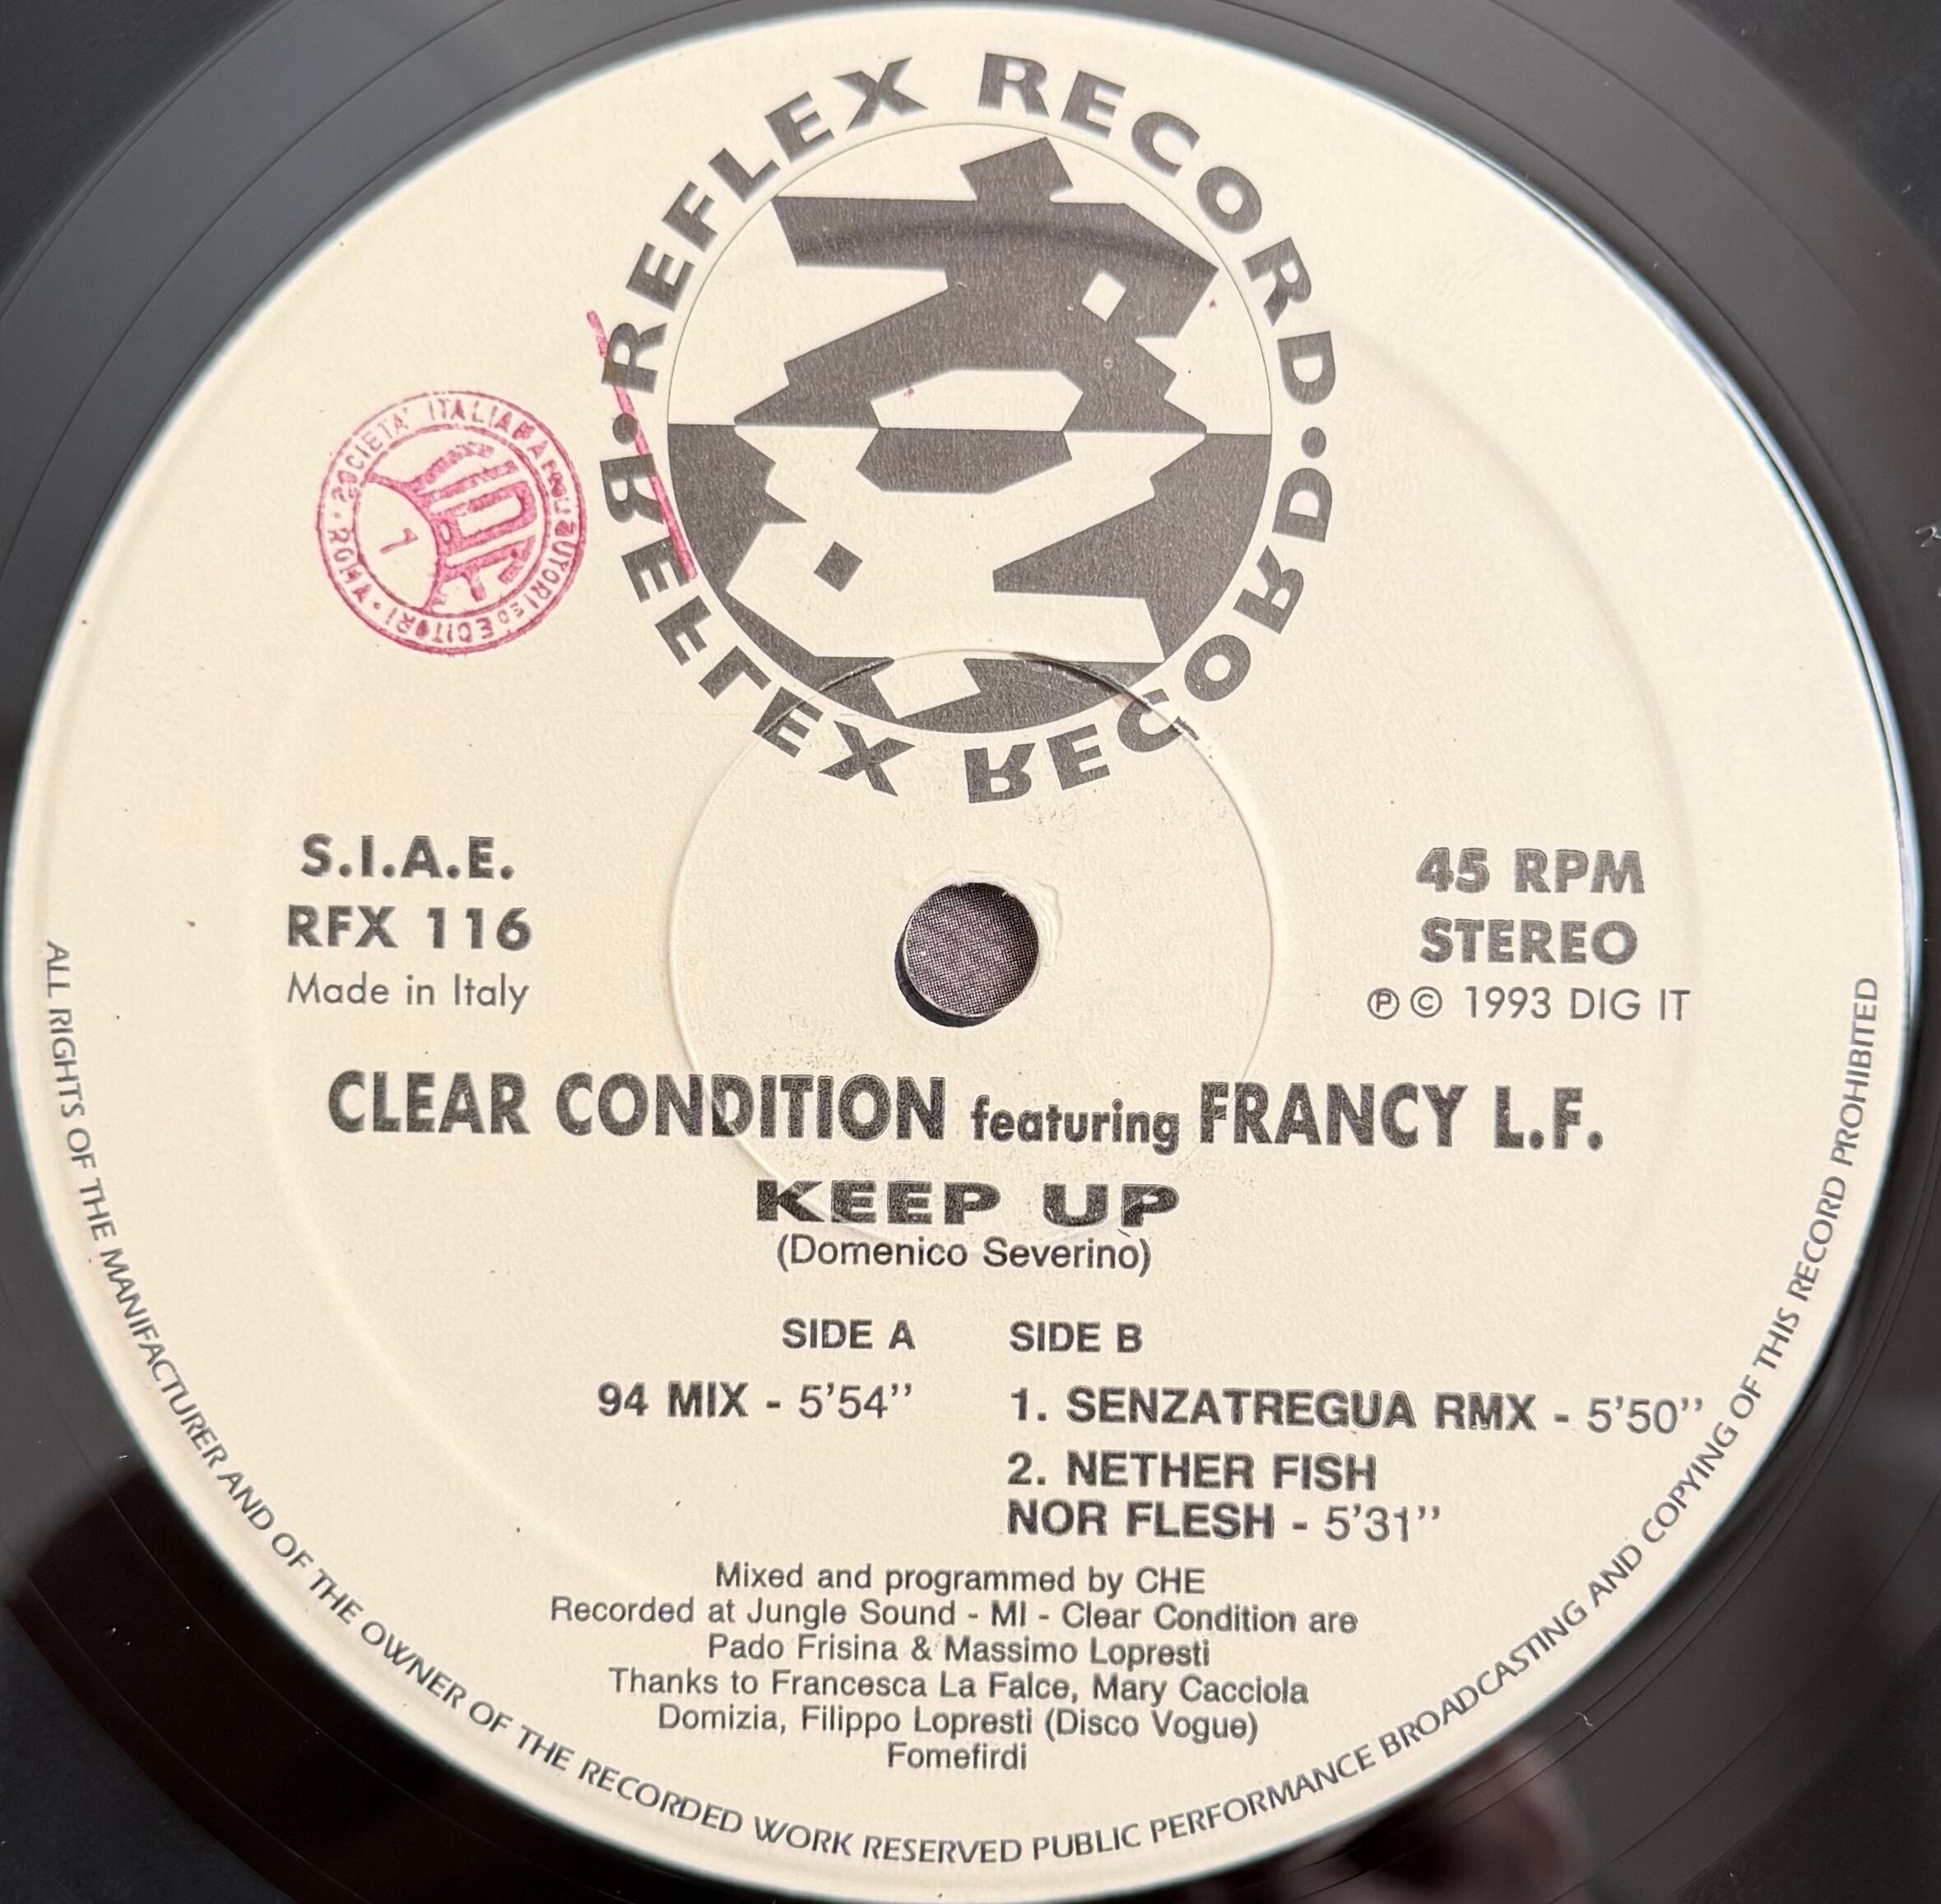 REFLEX RECORD.
REFLEX RECORD.
SOCIETA' ITALIANA AUTORI ED EDITORI · ROMA ·
S.I.A.E.
RFX 116
Made in Italy
45 RPM
STEREO
℗ © 1993 DIG IT
CLEAR CONDITION featuring FRANCY L.F.
KEEP UP
(Domenico Severino)
SIDE A
94 MIX - 5'54''
SIDE B
1. SENZATREGUA RMX - 5'50''
2. NETHER FISH
NOR FLESH - 5'31''
Mixed and programmed by CHE
Recorded at Jungle Sound - MI - Clear Condition are
Pado Frisina & Massimo Lopresti
Thanks to Francesca La Falce, Mary Cacciola
Domizia, Filippo Lopresti (Disco Vogue)
Fomefirdi
ALL RIGHTS OF THE MANIFACTURER AND OF THE OWNER OF THE RECORDED WORK RESERVED PUBLIC PERFORMANCE BROADCASTING AND COPYING OF THIS RECORD PROHIBITED